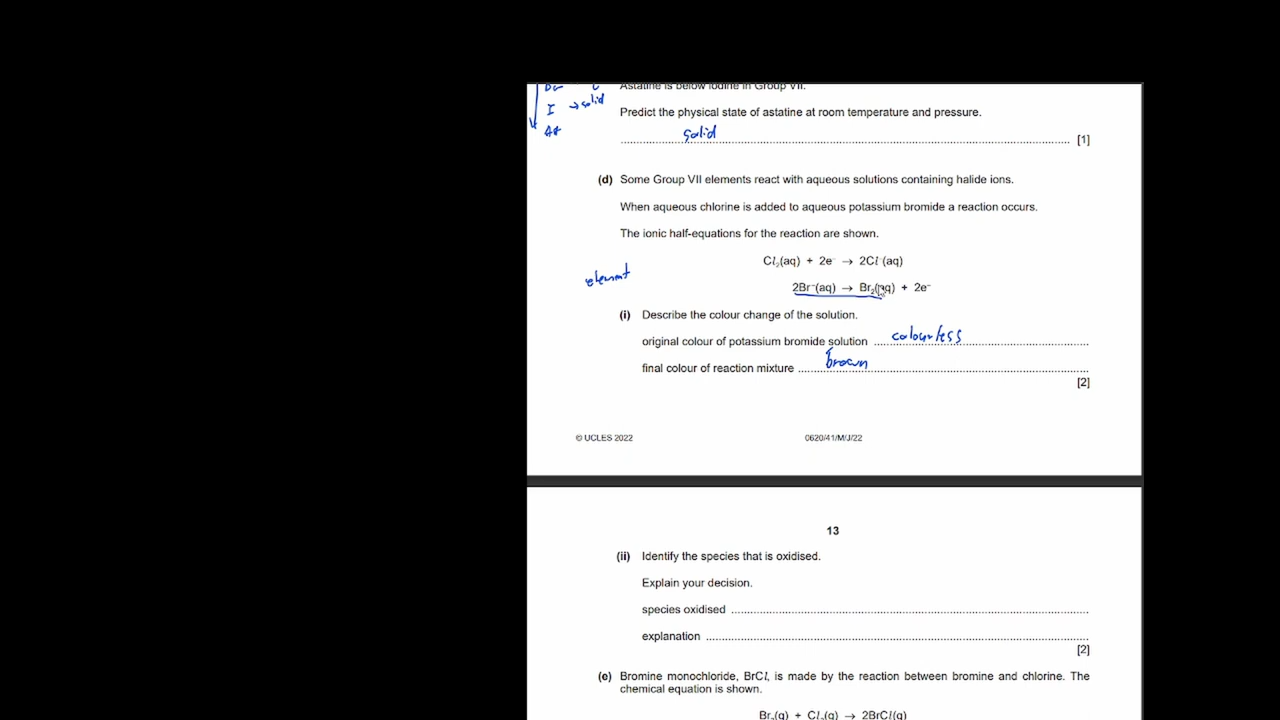 Astatine is below iodine in Group VII.
I → solid
At
Predict the physical state of astatine at room temperature and pressure.
solid
[1]
(d) Some Group VII elements react with aqueous solutions containing halide ions.
When aqueous chlorine is added to aqueous potassium bromide a reaction occurs.
The ionic half-equations for the reaction are shown.
Cl₂(aq) + 2e⁻ → 2Cl⁻(aq)
element
2Br⁻(aq) → Br₂(aq) + 2e⁻
(i) Describe the colour change of the solution.
original colour of potassium bromide solution colourless
final colour of reaction mixture brown
[2]
© UCLES 2022 0620/41/M/J/22
13
(ii) Identify the species that is oxidised.
Explain your decision.
species oxidised
explanation
[2]
(e) Bromine monochloride, BrCl, is made by the reaction between bromine and chlorine. The
chemical equation is shown.
Br₂(g) + Cl₂(g) → 2BrCl(g)